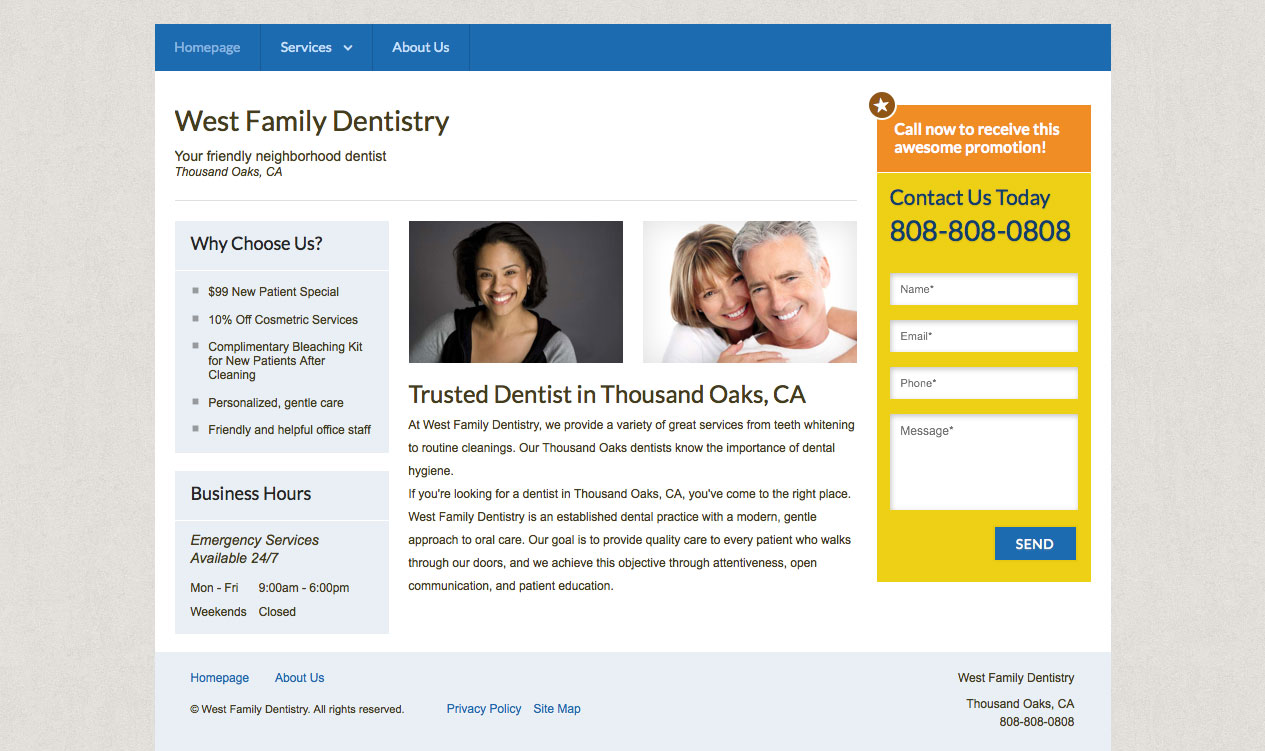 Homepage Services About Us
West Family Dentistry
Your friendly neighborhood dentist
Thousand Oaks, CA
Call now to receive this
awesome promotion!
Contact Us Today
808-808-0808
Name*
Email*
Phone*
Message*
SEND
Why Choose Us?
$99 New Patient Special
10% Off Cosmetric Services
Complimentary Bleaching Kit
for New Patients After
Cleaning
Personalized, gentle care
Friendly and helpful office staff
Business Hours
Emergency Services
Available 24/7
Mon - Fri 9:00am - 6:00pm
Weekends Closed
Trusted Dentist in Thousand Oaks, CA
At West Family Dentistry, we provide a variety of great services from teeth whitening
to routine cleanings. Our Thousand Oaks dentists know the importance of dental
hygiene.
If you're looking for a dentist in Thousand Oaks, CA, you've come to the right place.
West Family Dentistry is an established dental practice with a modern, gentle
approach to oral care. Our goal is to provide quality care to every patient who walks
through our doors, and we achieve this objective through attentiveness, open
communication, and patient education.
Homepage About Us
© West Family Dentistry. All rights reserved. Privacy Policy Site Map
West Family Dentistry
Thousand Oaks, CA
808-808-0808